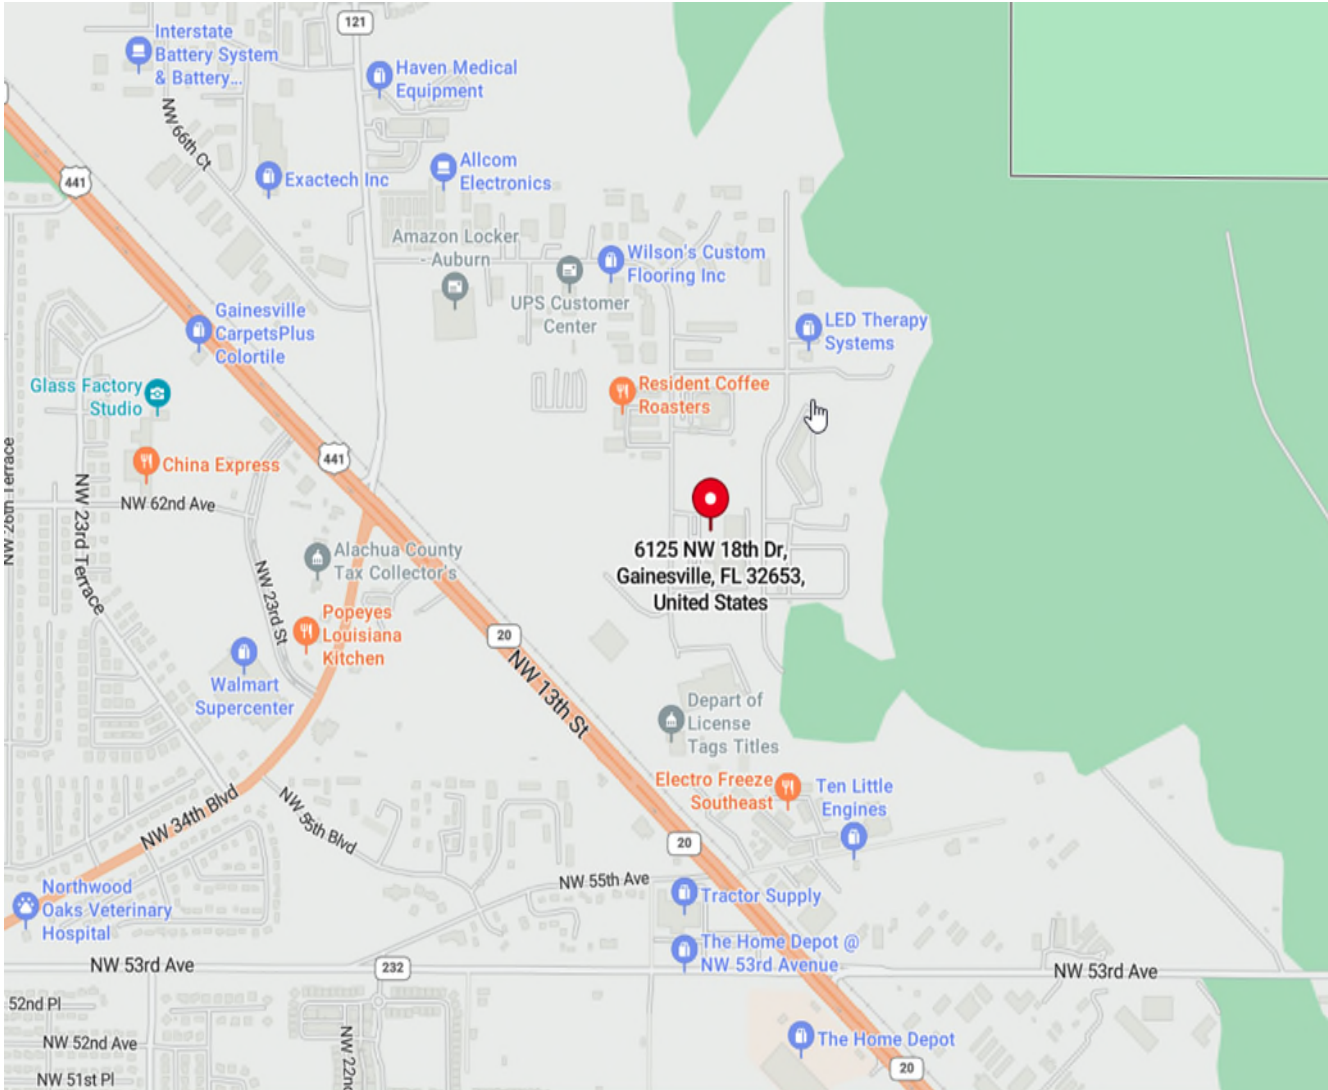 121
Interstate
Battery System
& Battery...
Haven Medical
Equipment
NW 66th Ct
441
Exactech Inc
Allcom
Electronics
Amazon Locker
- Auburn
Wilson's Custom
Flooring Inc
UPS Customer
Center
Gainesville
CarpetsPlus
Colortile
LED Therapy
Systems
Glass Factory
Studio
Resident Coffee
Roasters
NW 26th Terrace
441
China Express
NW 62nd Ave
NW 23rd Terrace
6125 NW 18th Dr,
Gainesville, FL 32653,
United States
Alachua County
Tax Collector's
NW 23rd St
Popeyes
Louisiana
Kitchen
20
Walmart
Supercenter
NW 13th St
Depart of
License
Tags Titles
Electro Freeze
Southeast
Ten Little
Engines
NW 34th Blvd
NW 55th Blvd
20
NW 55th Ave
Northwood
Oaks Veterinary
Hospital
Tractor Supply
The Home Depot @
NW 53rd Avenue
NW 53rd Ave
232
NW 53rd Ave
52nd Pl
NW 52nd Ave
NW 22nd
The Home Depot
20
NW 51st Pl